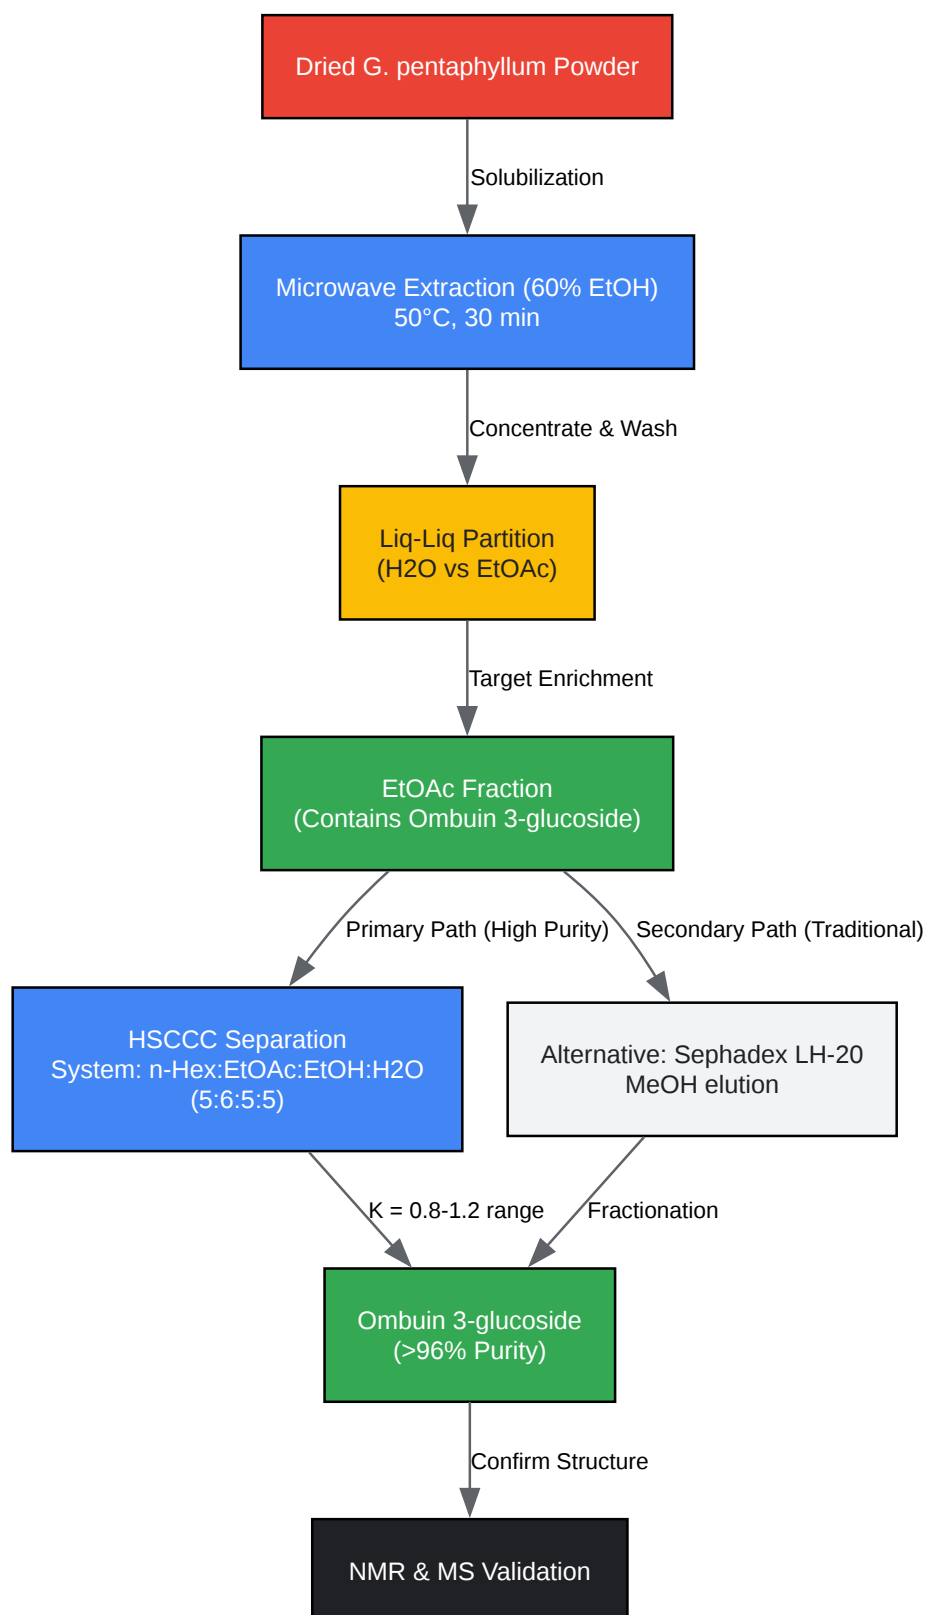 Dried G. pentaphyllum Powder
Solubilization
Microwave Extraction (60% EtOH)
50°C, 30 min
Concentrate & Wash
Liq-Liq Partition
(H2O vs EtOAc)
Target Enrichment
EtOAc Fraction
(Contains Ombuin 3-glucoside)
Primary Path (High Purity)
Secondary Path (Traditional)
HSCCC Separation
System: n-Hex:EtOAc:EtOH:H2O
(5:6:5:5)
Alternative: Sephadex LH-20
MeOH elution
K = 0.8-1.2 range
Fractionation
Ombuin 3-glucoside
(>96% Purity)
Confirm Structure
NMR & MS Validation